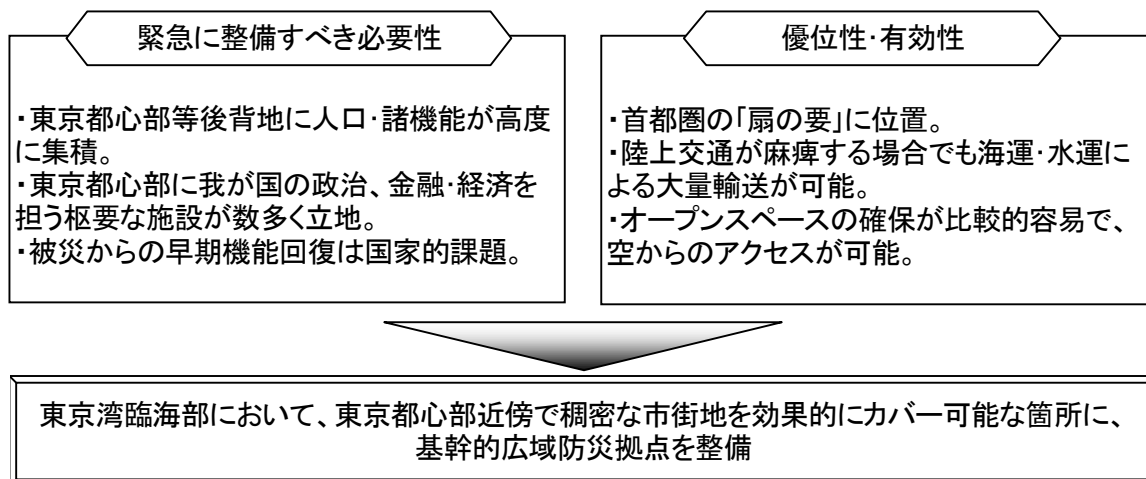 緊急に整備すべき必要性
・東京都心部等後背地に人口・諸機能が高度
に集積。
・東京都心部に我が国の政治、金融・経済を
担う枢要な施設が数多く立地。
・被災からの早期機能回復は国家的課題。
優位性・有効性
・首都圏の「扇の要」に位置。
・陸上交通が麻痺する場合でも海運・水運に
よる大量輸送が可能。
・オープンスペースの確保が比較的容易で、
空からのアクセスが可能。
東京湾臨海部において、東京都心部近傍で稠密な市街地を効果的にカバー可能な箇所に、
基幹的広域防災拠点を整備